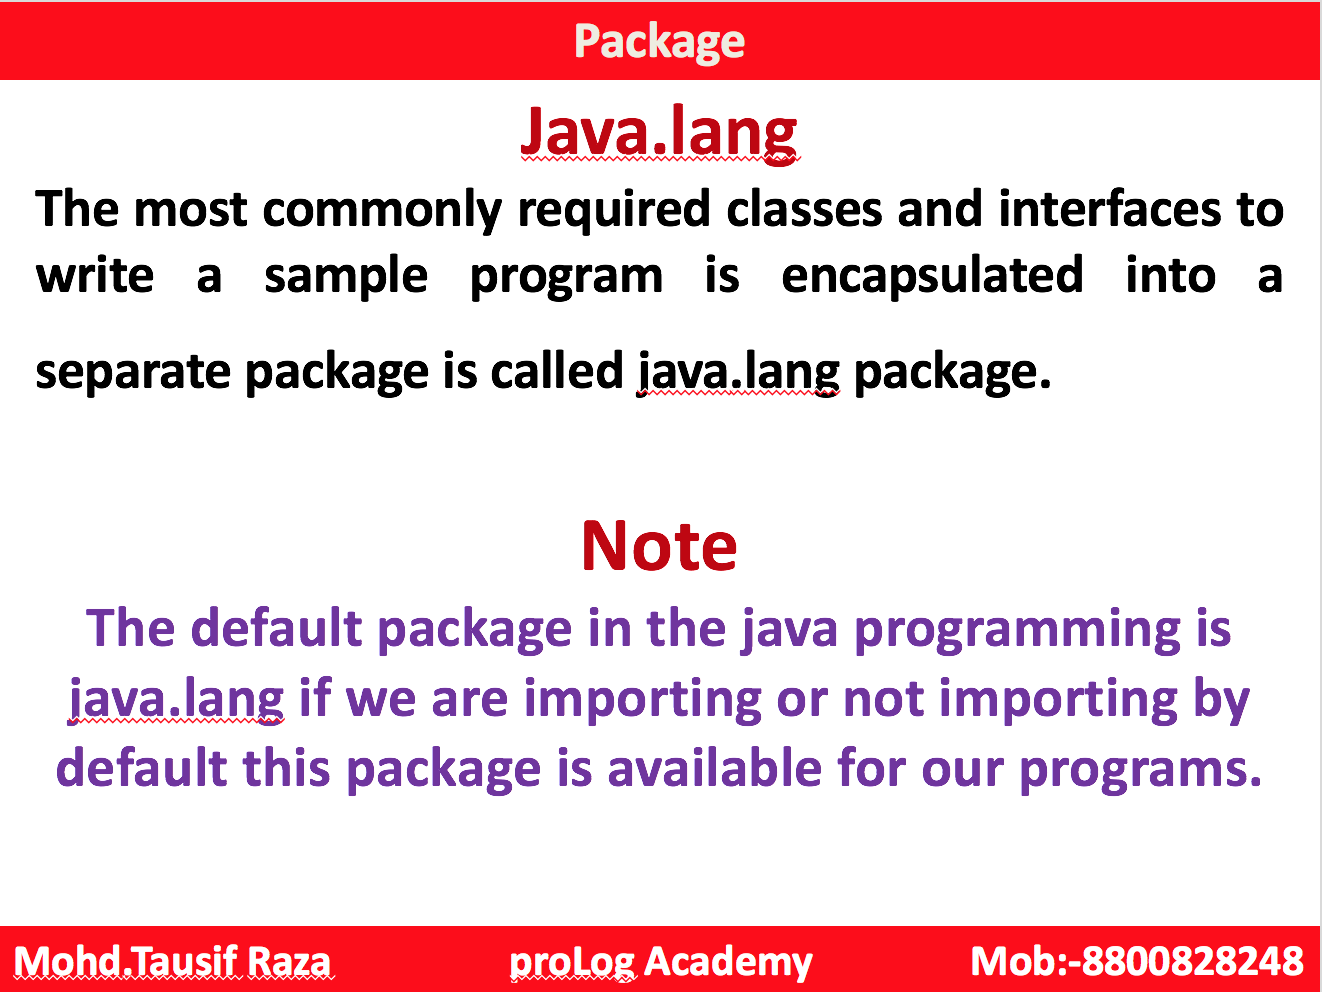 Package
Java.lang
The most commonly required classes and interfaces to
write a sample program is encapsulated into a
separate package is called java.lang package.
Note
The default package in the java programming is
java.lang if we are importing or not importing by
default this package is available for our programs.
Mohd.Tausif Raza proLog Academy Mob:-8800828248